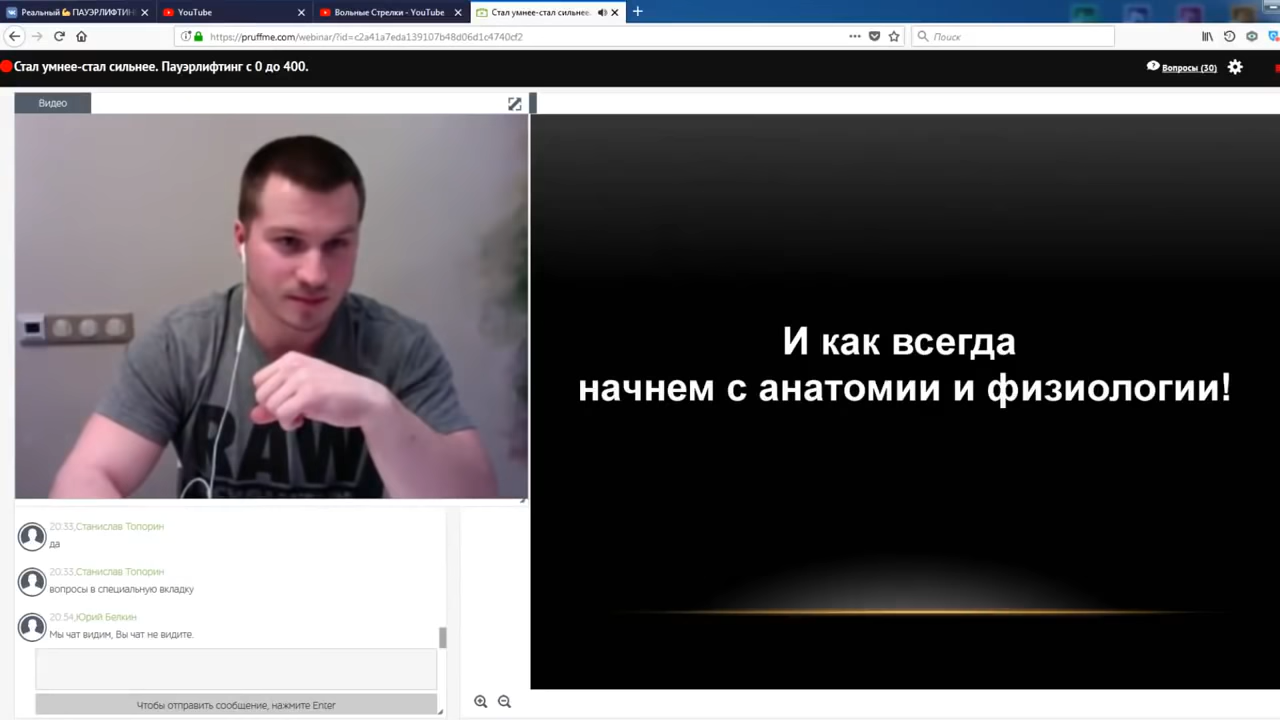 Реальный 💪 ПАУЭРЛИФТИН
YouTube
Вольные Стрелки - YouTube
Стал умнее-стал сильнее.
https://pruffme.com/webinar/?id=c2a41a7eda139107b48d06d1c4740cf2
Поиск
Стал умнее-стал сильнее. Пауэрлифтинг с 0 до 400.
Вопросы (30)
Видео
RAW
И как всегда
начнем с анатомии и физиологии!
20:33,Станислав Топорин
да
20:33,Станислав Топорин
вопросы в специальную вкладку
20:54,Юрий Белкин
Мы чат видим, Вы чат не видите.
Чтобы отправить сообщение, нажмите Enter